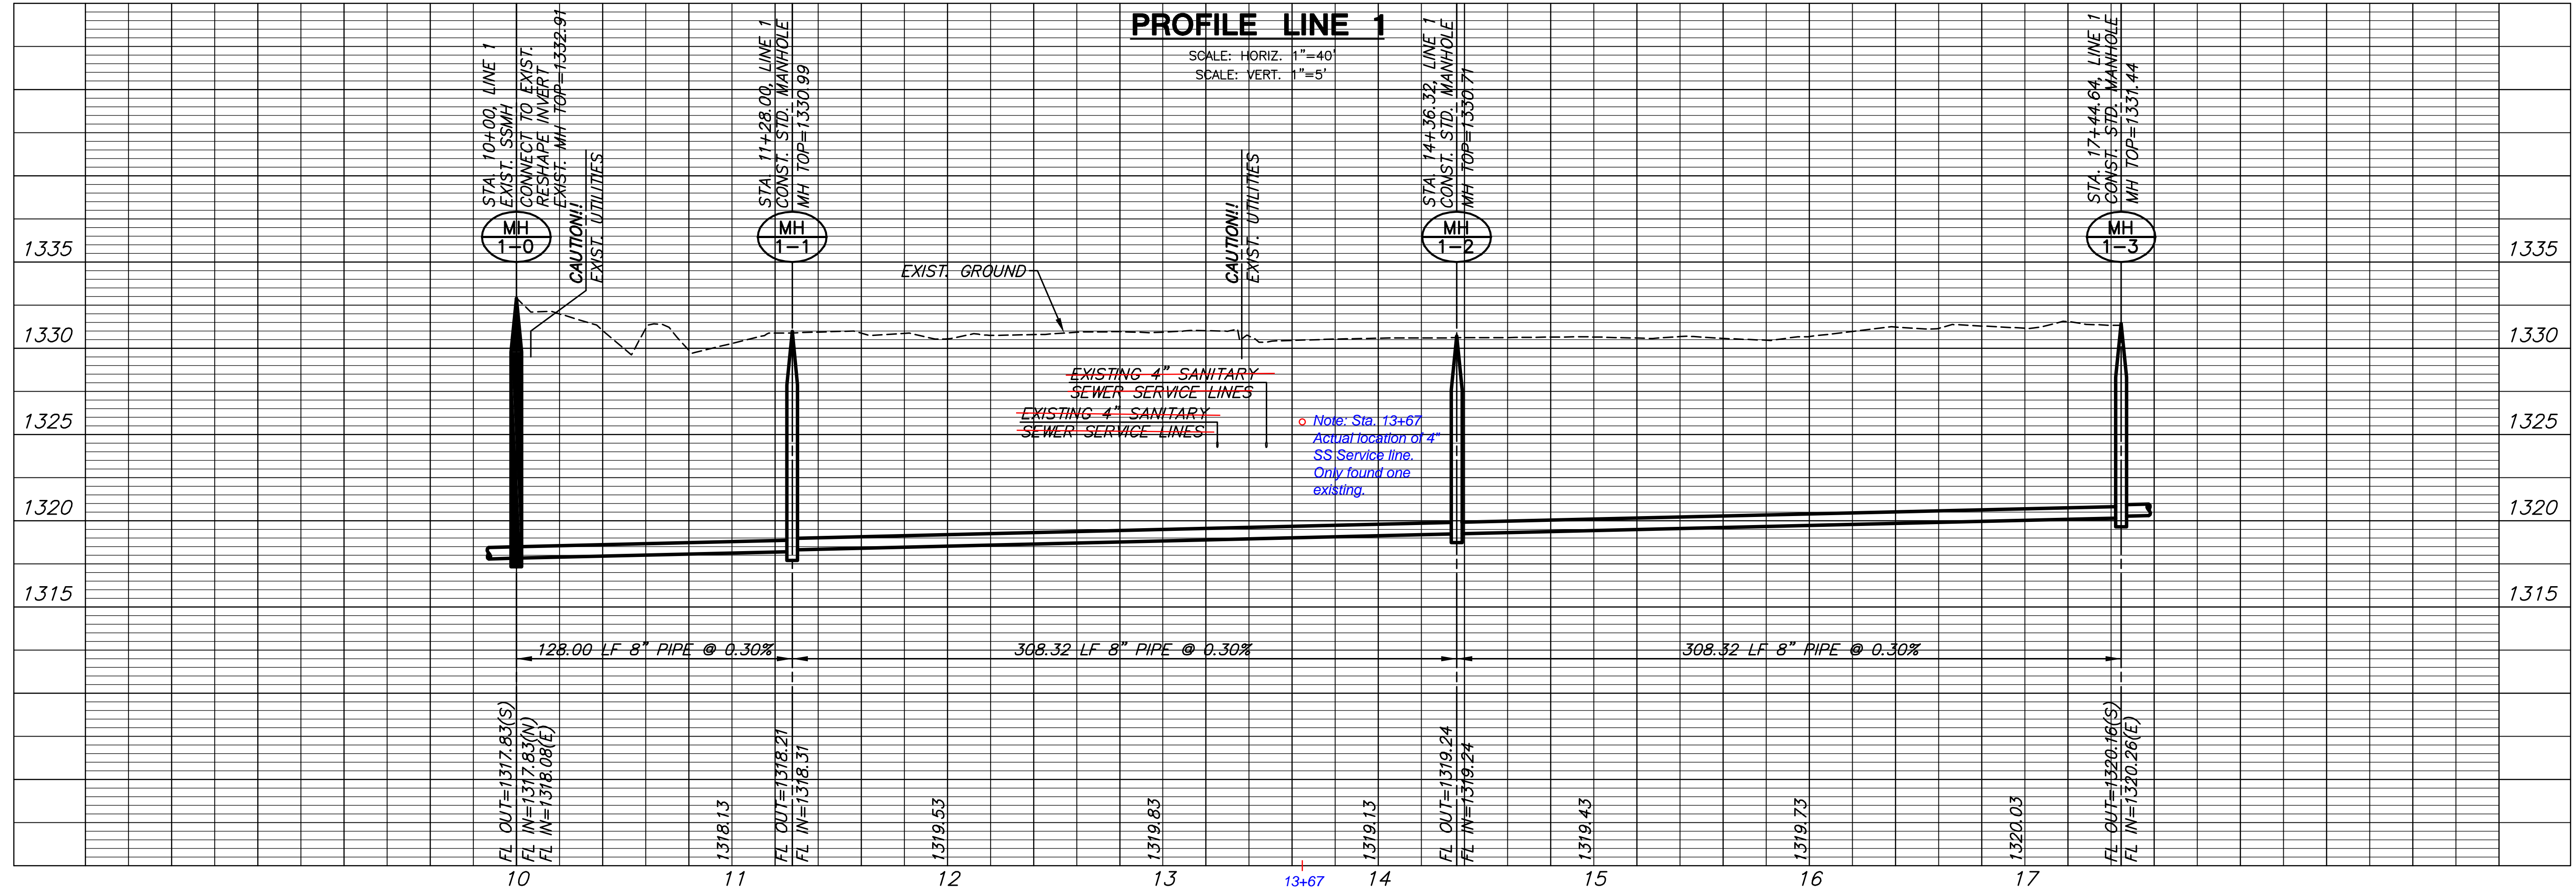 PROFILE LINE 1
SCALE: HORIZ. 1"=40'
SCALE: VERT. 1"=5'
STA. 10+00, LINE 1
EXIST. SSMH
CONNECT TO EXIST.
RESHAPE INVERT
EXIST. MH TOP=1332.91
MH
1-0
CAUTION!!
EXIST. UTILITIES
STA. 11+28.00, LINE 1
CONST. STD. MANHOLE
MH TOP=1330.99
MH
1-1
EXIST. GROUND
CAUTION!!
EXIST. UTILITIES
STA. 14+36.32, LINE 1
CONST. STD. MANHOLE
MH TOP=1330.71
MH
1-2
STA. 17+44.64, LINE 1
CONST. STD. MANHOLE
MH TOP=1331.44
MH
1-3
1335
1330
1325
1320
1315
1335
1330
1325
1320
1315
EXISTING 4" SANITARY
SEWER SERVICE LINES
EXISTING 4" SANITARY
SEWER SERVICE LINES
Note: Sta. 13+67
Actual location of 4"
SS Service line.
Only found one
existing.
128.00 LF 8" PIPE @ 0.30%
308.32 LF 8" PIPE @ 0.30%
308.32 LF 8" PIPE @ 0.30%
FL OUT=1317.83(S)
FL IN=1317.83(N)
FL IN=1318.08(E)
1318.13
FL OUT=1318.21
FL IN=1318.31
1319.53
1319.83
1319.13
FL OUT=1319.24
FL IN=1319.24
1319.43
1319.73
1320.03
FL OUT=1320.16(S)
FL IN=1320.26(E)
10
11
12
13
13+67
14
15
16
17